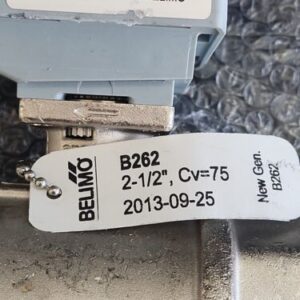 BELIMO
B262
2-1/2", Cv=75
2013-09-25
New Gen.
B262